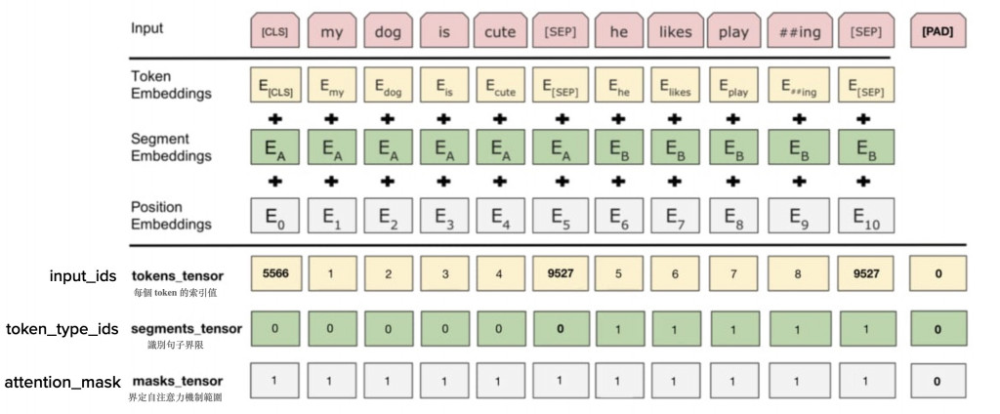 Input [CLS] my dog is cute [SEP] he likes play ##ing [SEP] [PAD]
Token
Embeddings E[CLS] Emy Edog Eis Ecute E[SEP] Ehe Elikes Eplay E##ing E[SEP]
+ + + + + + + + + + +
Segment
Embeddings EA EA EA EA EA EA EB EB EB EB EB
+ + + + + + + + + + +
Position
Embeddings E0 E1 E2 E3 E4 E5 E6 E7 E8 E9 E10
input_ids tokens_tensor 5566 1 2 3 4 9527 5 6 7 8 9527 0
每個 token 的索引值
token_type_ids segments_tensor 0 0 0 0 0 0 1 1 1 1 1 0
識別句子界限
attention_mask masks_tensor 1 1 1 1 1 1 1 1 1 1 1 0
界定自注意力機制範圍